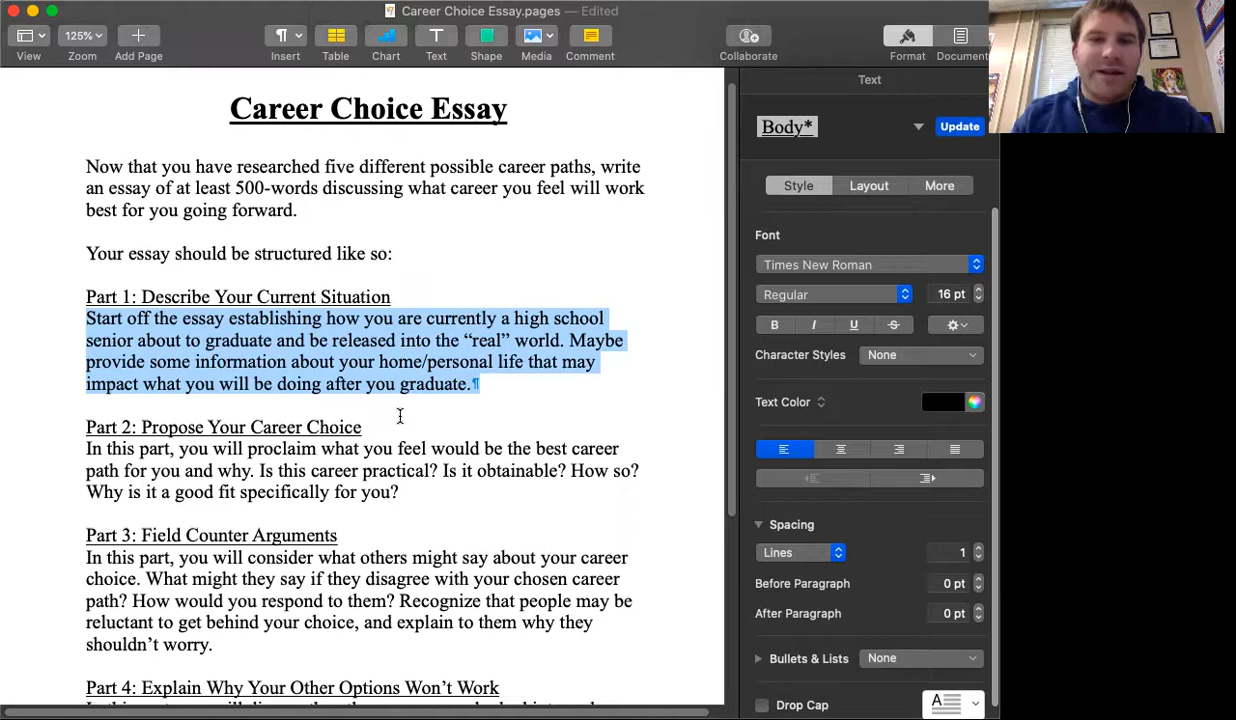 Career Choice Essay.pages — Edited
125%
View
Zoom
Add Page
Insert
Table
Chart
Text
Shape
Media
Comment
Collaborate
Format
Document
Career Choice Essay
Now that you have researched five different possible career paths, write
an essay of at least 500-words discussing what career you feel will work
best for you going forward.
Your essay should be structured like so:
Part 1: Describe Your Current Situation
Start off the essay establishing how you are currently a high school
senior about to graduate and be released into the “real” world. Maybe
provide some information about your home/personal life that may
impact what you will be doing after you graduate.¶
Part 2: Propose Your Career Choice
In this part, you will proclaim what you feel would be the best career
path for you and why. Is this career practical? Is it obtainable? How so?
Why is it a good fit specifically for you?
Part 3: Field Counter Arguments
In this part, you will consider what others might say about your career
choice. What might they say if they disagree with your chosen career
path? How would you respond to them? Recognize that people may be
reluctant to get behind your choice, and explain to them why they
shouldn’t worry.
Part 4: Explain Why Your Other Options Won’t Work
Text
Body*
Update
Style
Layout
More
Font
Times New Roman
Regular
16 pt
B
I
U
S
Character Styles
None
Text Color
Spacing
Lines
1
Before Paragraph
0 pt
After Paragraph
0 pt
Bullets & Lists
None
Drop Cap
A